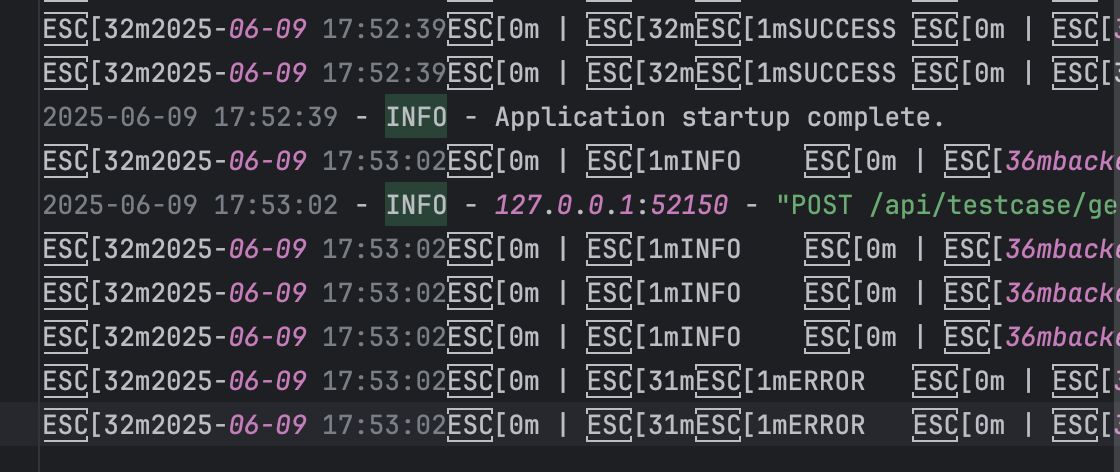 ESC[32m2025-06-09 17:52:39ESC[0m | ESC[32mESC[1mSUCCESS ESC[0m | ESC[3
ESC[32m2025-06-09 17:52:39ESC[0m | ESC[32mESC[1mSUCCESS ESC[0m | ESC[3
2025-06-09 17:52:39 - INFO - Application startup complete.
ESC[32m2025-06-09 17:53:02ESC[0m | ESC[1mINFO    ESC[0m | ESC[36mbacke
2025-06-09 17:53:02 - INFO - 127.0.0.1:52150 - "POST /api/testcase/ge
ESC[32m2025-06-09 17:53:02ESC[0m | ESC[1mINFO    ESC[0m | ESC[36mbacke
ESC[32m2025-06-09 17:53:02ESC[0m | ESC[1mINFO    ESC[0m | ESC[36mbacke
ESC[32m2025-06-09 17:53:02ESC[0m | ESC[1mINFO    ESC[0m | ESC[36mbacke
ESC[32m2025-06-09 17:53:02ESC[0m | ESC[31mESC[1mERROR   ESC[0m | ESC[3
ESC[32m2025-06-09 17:53:02ESC[0m | ESC[31mESC[1mERROR   ESC[0m | ESC[3